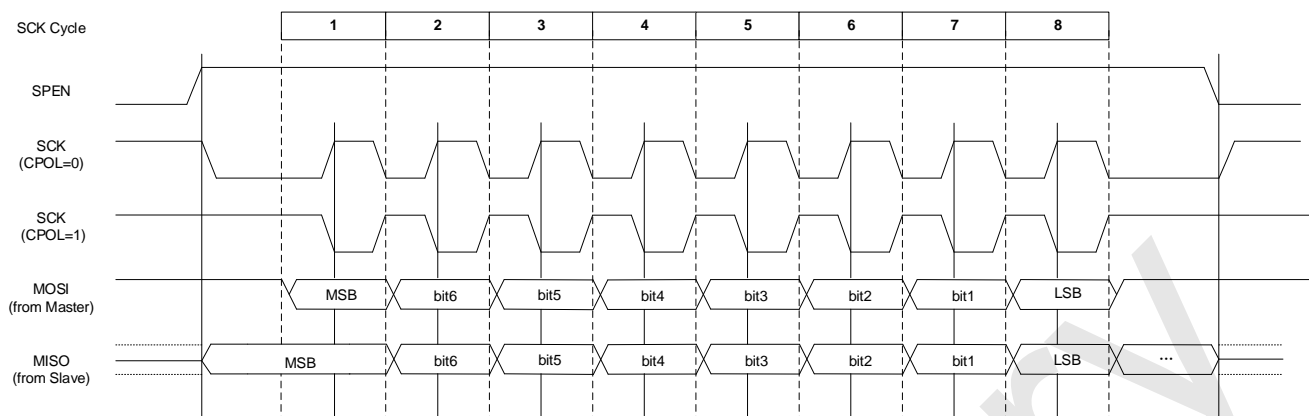 SCK Cycle 1 2 3 4 5 6 7 8
SPEN
SCK
(CPOL=0)
SCK
(CPOL=1)
MOSI
(from Master)
MSB bit6 bit5 bit4 bit3 bit2 bit1 LSB
MISO
(from Slave)
MSB bit6 bit5 bit4 bit3 bit2 bit1 LSB ...